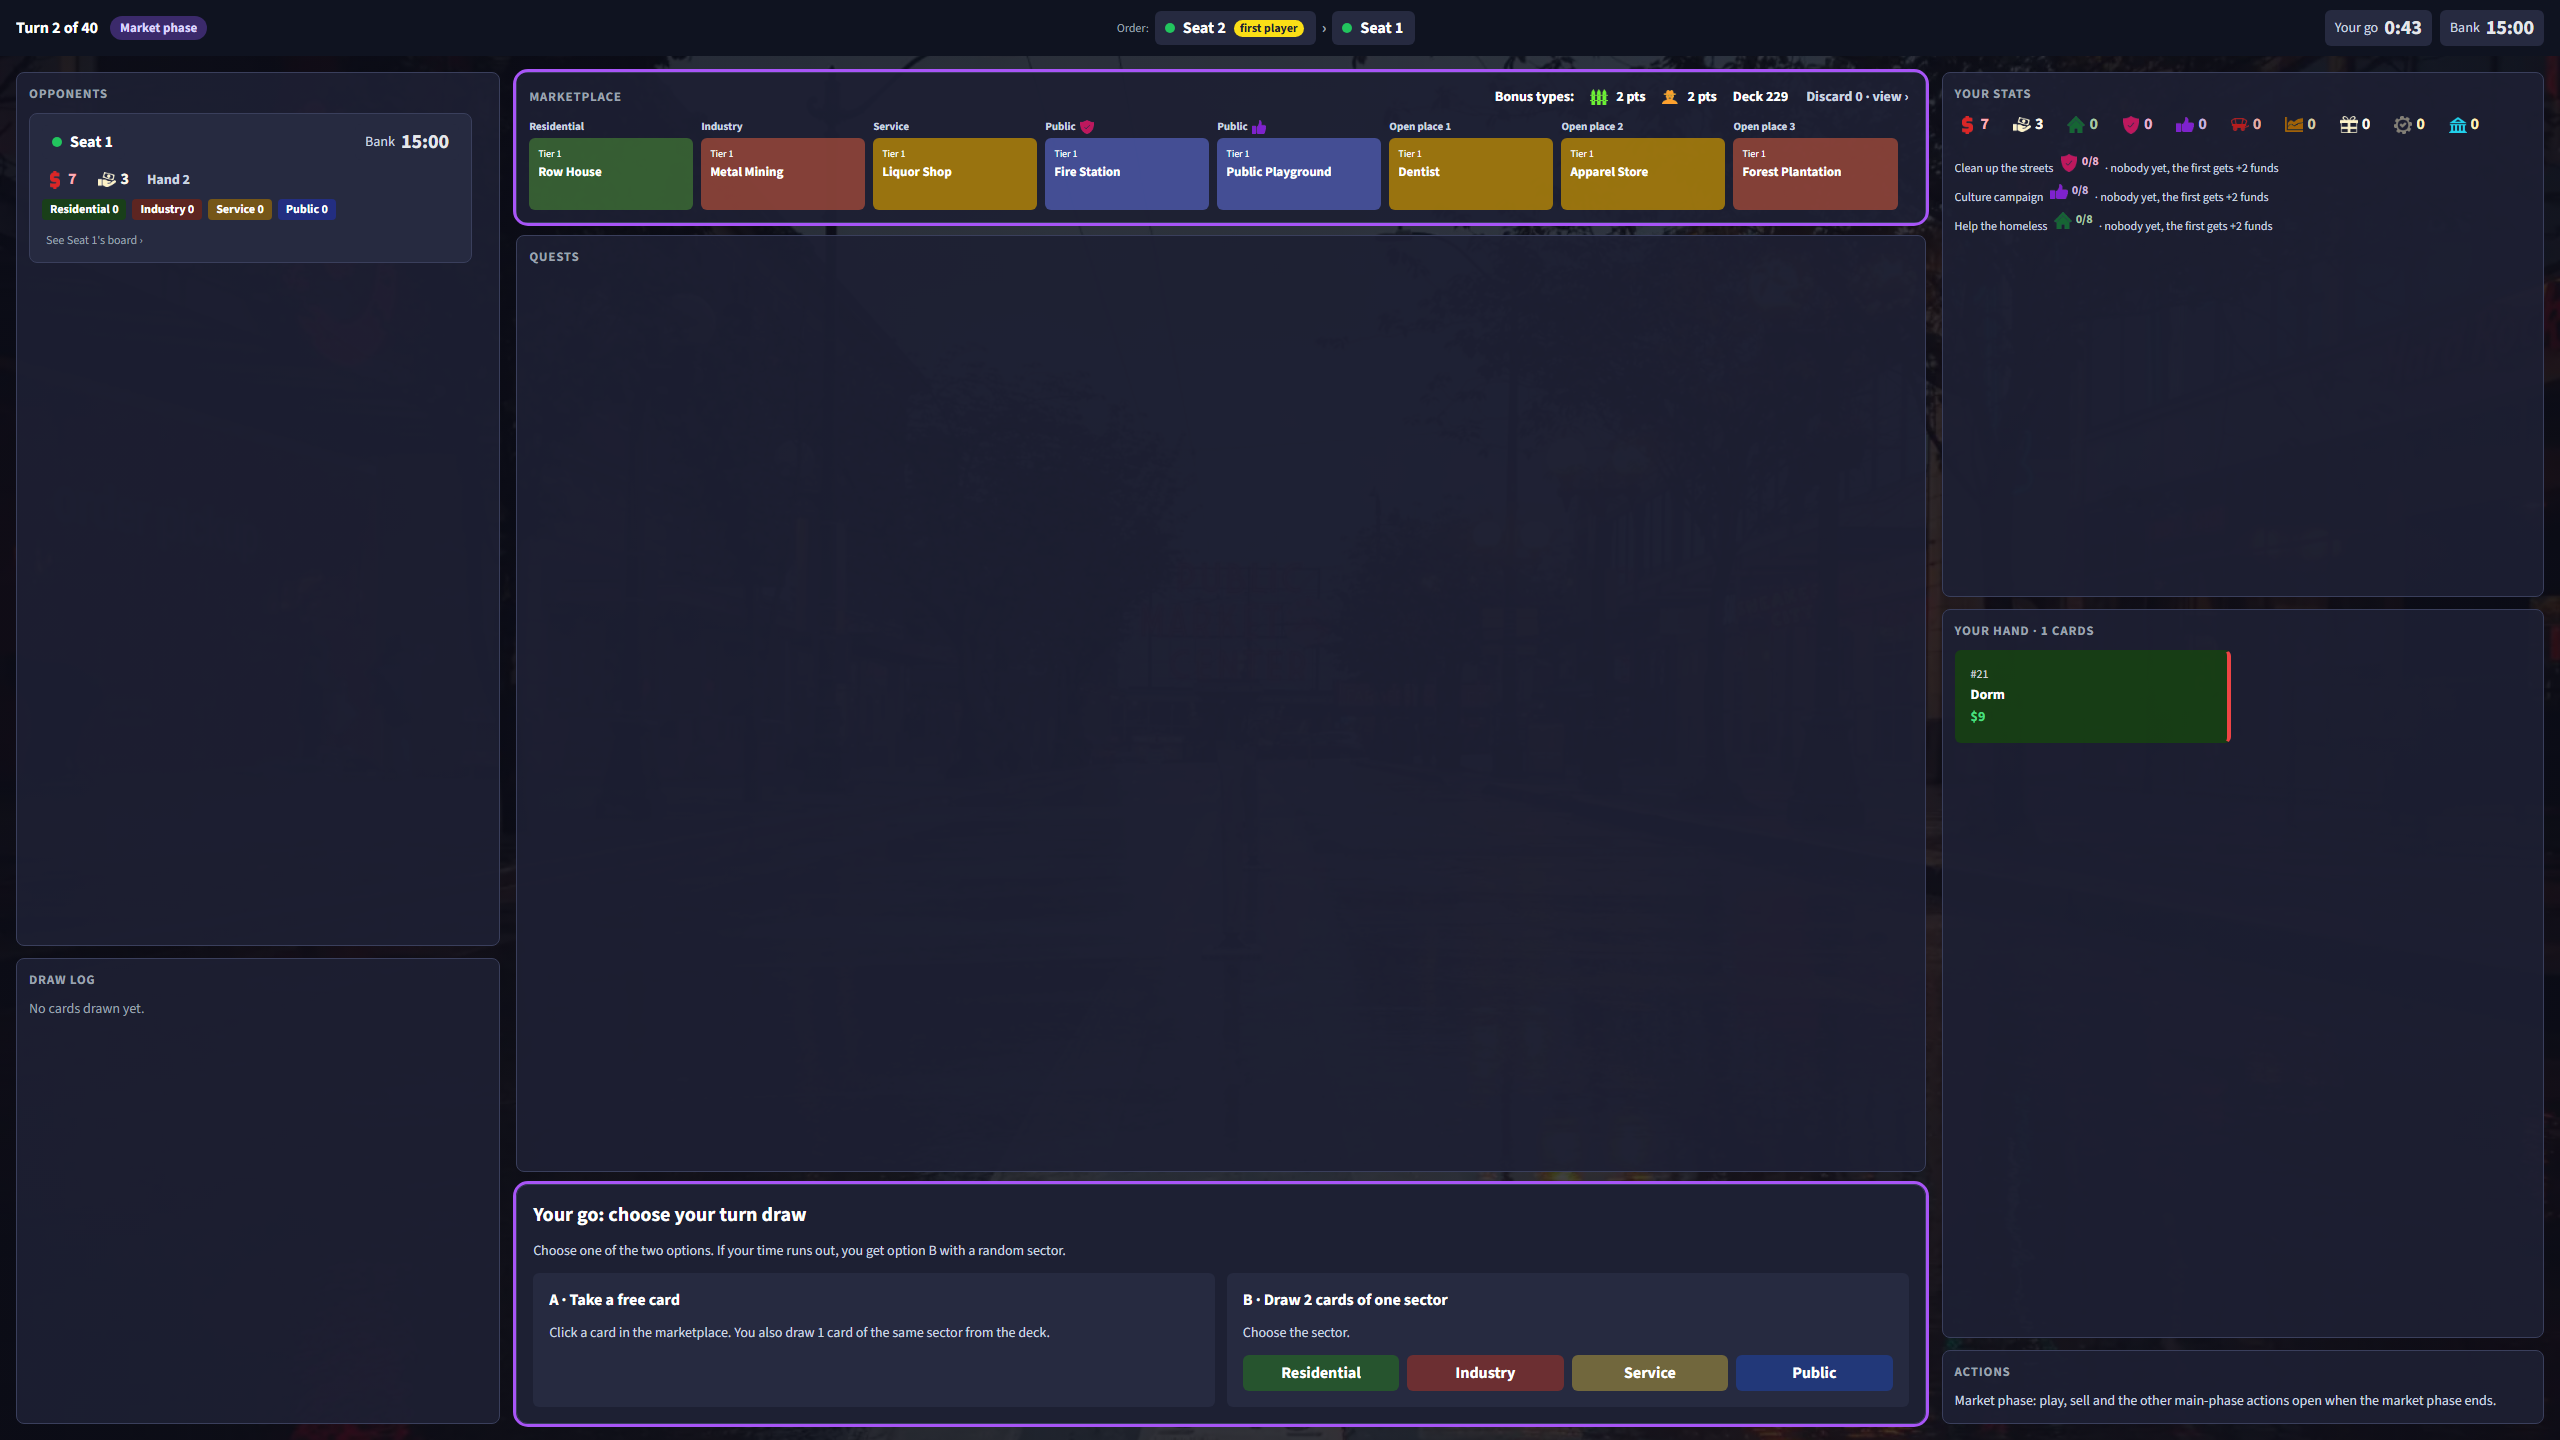 Turn 2 of 40 Market phase
Order: Seat 2 first player › Seat 1
Your go 0:43 Bank 15:00
OPPONENTS
Seat 1 Bank 15:00
7 3 Hand 2
Residential 0 Industry 0 Service 0 Public 0
See Seat 1's board ›
DRAW LOG
No cards drawn yet.
MARKETPLACE
Bonus types: 2 pts 2 pts Deck 229 Discard 0 · view ›
Residential Industry Service Public Public Open place 1 Open place 2 Open place 3
Tier 1 Tier 1 Tier 1 Tier 1 Tier 1 Tier 1 Tier 1 Tier 1
Row House Metal Mining Liquor Shop Fire Station Public Playground Dentist Apparel Store Forest Plantation
QUESTS
Your go: choose your turn draw
Choose one of the two options. If your time runs out, you get option B with a random sector.
A · Take a free card
Click a card in the marketplace. You also draw 1 card of the same sector from the deck.
B · Draw 2 cards of one sector
Choose the sector.
Residential Industry Service Public
YOUR STATS
7 3 0 0 0 0 0 0 0 0
Clean up the streets 0/8 · nobody yet, the first gets +2 funds
Culture campaign 0/8 · nobody yet, the first gets +2 funds
Help the homeless 0/8 · nobody yet, the first gets +2 funds
YOUR HAND · 1 CARDS
#21
Dorm
$9
ACTIONS
Market phase: play, sell and the other main-phase actions open when the market phase ends.